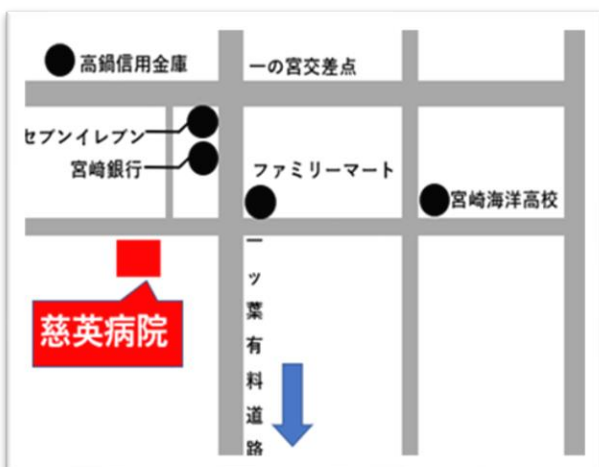 高鍋信用金庫
一の宮交差点
セブンイレブン
宮﨑銀行
ファミリーマート
宮崎海洋高校
一ッ葉有料道路
慈英病院